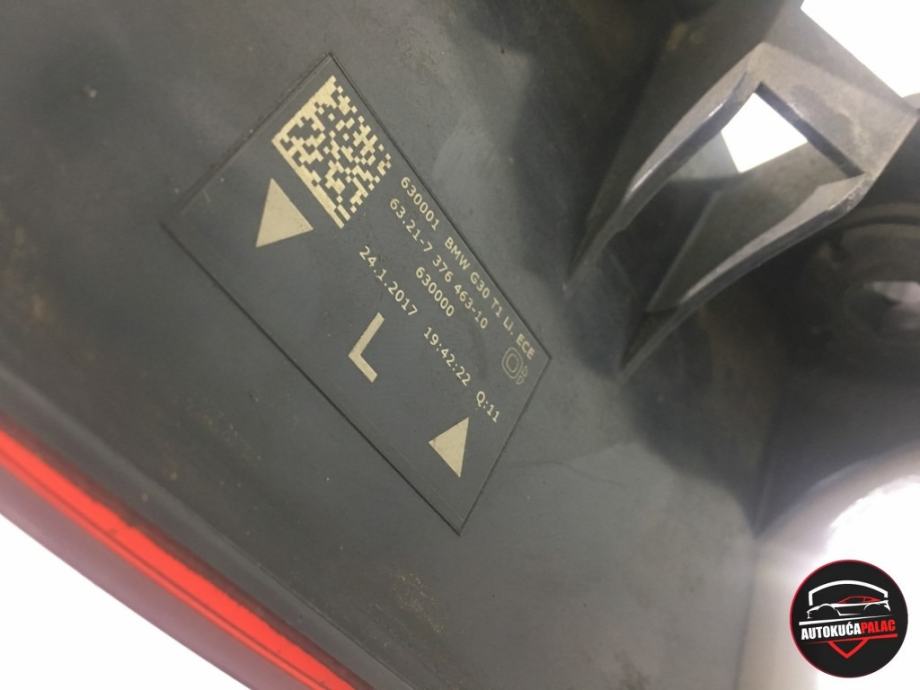 630001 BMW G30 T1 Li. ECE
63.21-7 376 463-10
630000
24.1.2017 19:42:22 Q:11
L
AUTOKUĆAPALAC